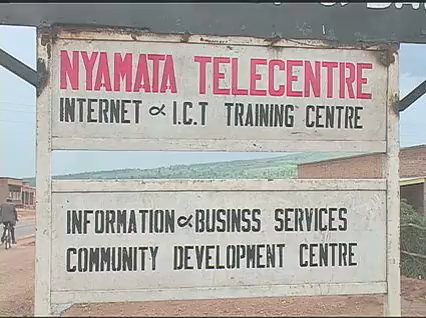 NYAMATA TELECENTRE
INTERNET & I.C.T TRAINING CENTRE
INFORMATION & BUSINSS SERVICES
COMMUNITY DEVELOPMENT CENTRE